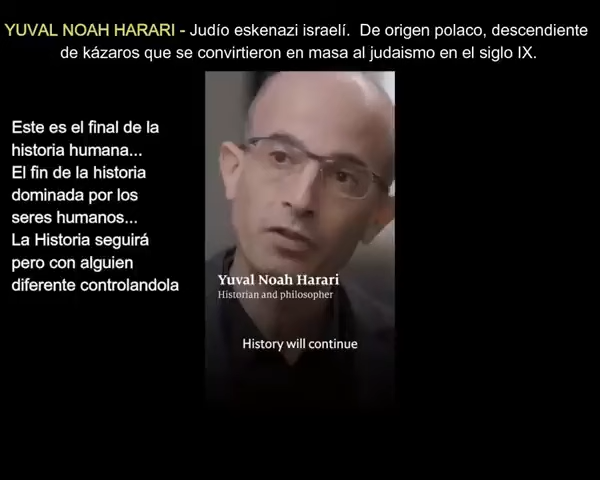 YUVAL NOAH HARARI - Judío eskenazi israelí. De origen polaco, descendiente
de kázaros que se convirtieron en masa al judaismo en el siglo IX.
Este es el final de la
historia humana...
El fin de la historia
dominada por los
seres humanos...
La Historia seguirá
pero con alguien
diferente controlandola
Yuval Noah Harari
Historian and philosopher
History will continue